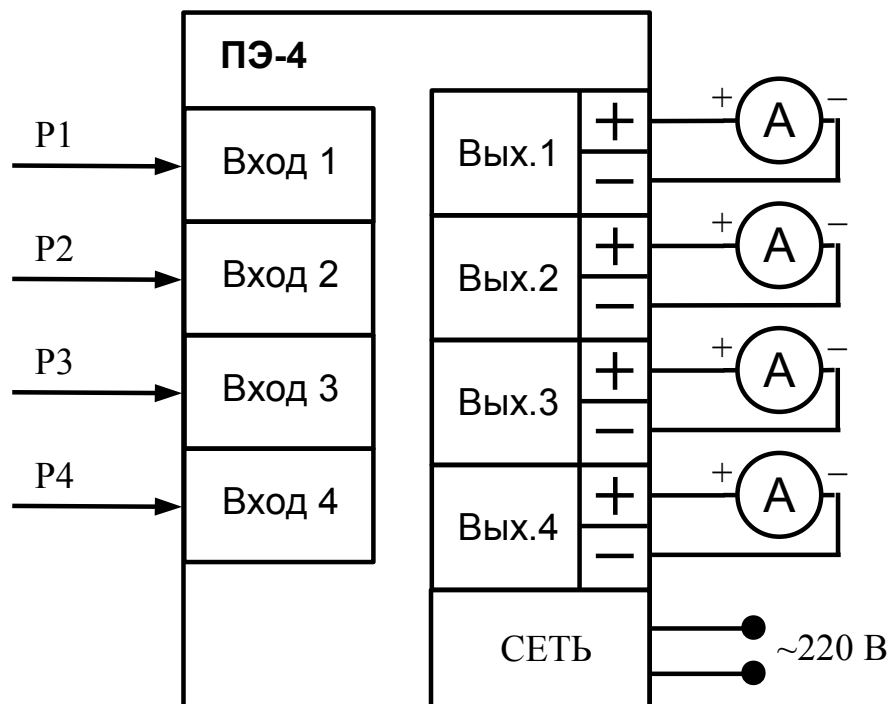 ПЭ-4
P1
Вход 1
P2
Вход 2
P3
Вход 3
P4
Вход 4
Вых.1
+
−
+
A
−
Вых.2
+
−
+
A
−
Вых.3
+
−
+
A
−
Вых.4
+
−
+
A
−
СЕТЬ
~220 В